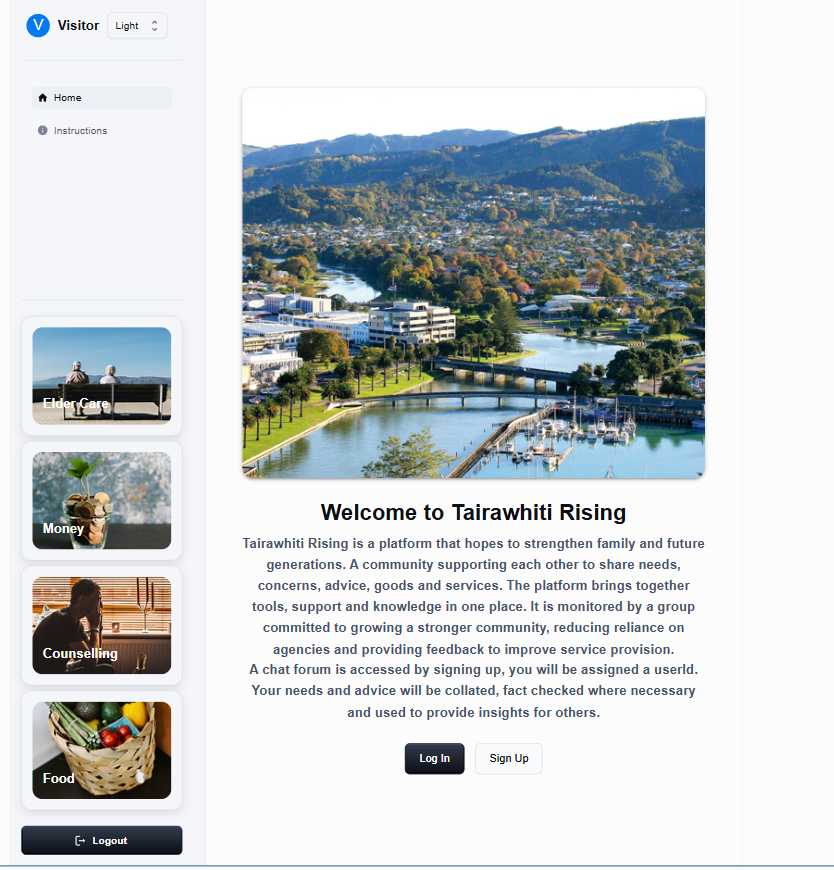 V Visitor Light
Home
Instructions
Elder Care
Money
Counselling
Food
Logout
Welcome to Tairawhiti Rising
Tairawhiti Rising is a platform that hopes to strengthen family and future
generations. A community supporting each other to share needs,
concerns, advice, goods and services. The platform brings together
tools, support and knowledge in one place. It is monitored by a group
committed to growing a stronger community, reducing reliance on
agencies and providing feedback to improve service provision.
A chat forum is accessed by signing up, you will be assigned a userId.
Your needs and advice will be collated, fact checked where necessary
and used to provide insights for others.
Log In Sign Up